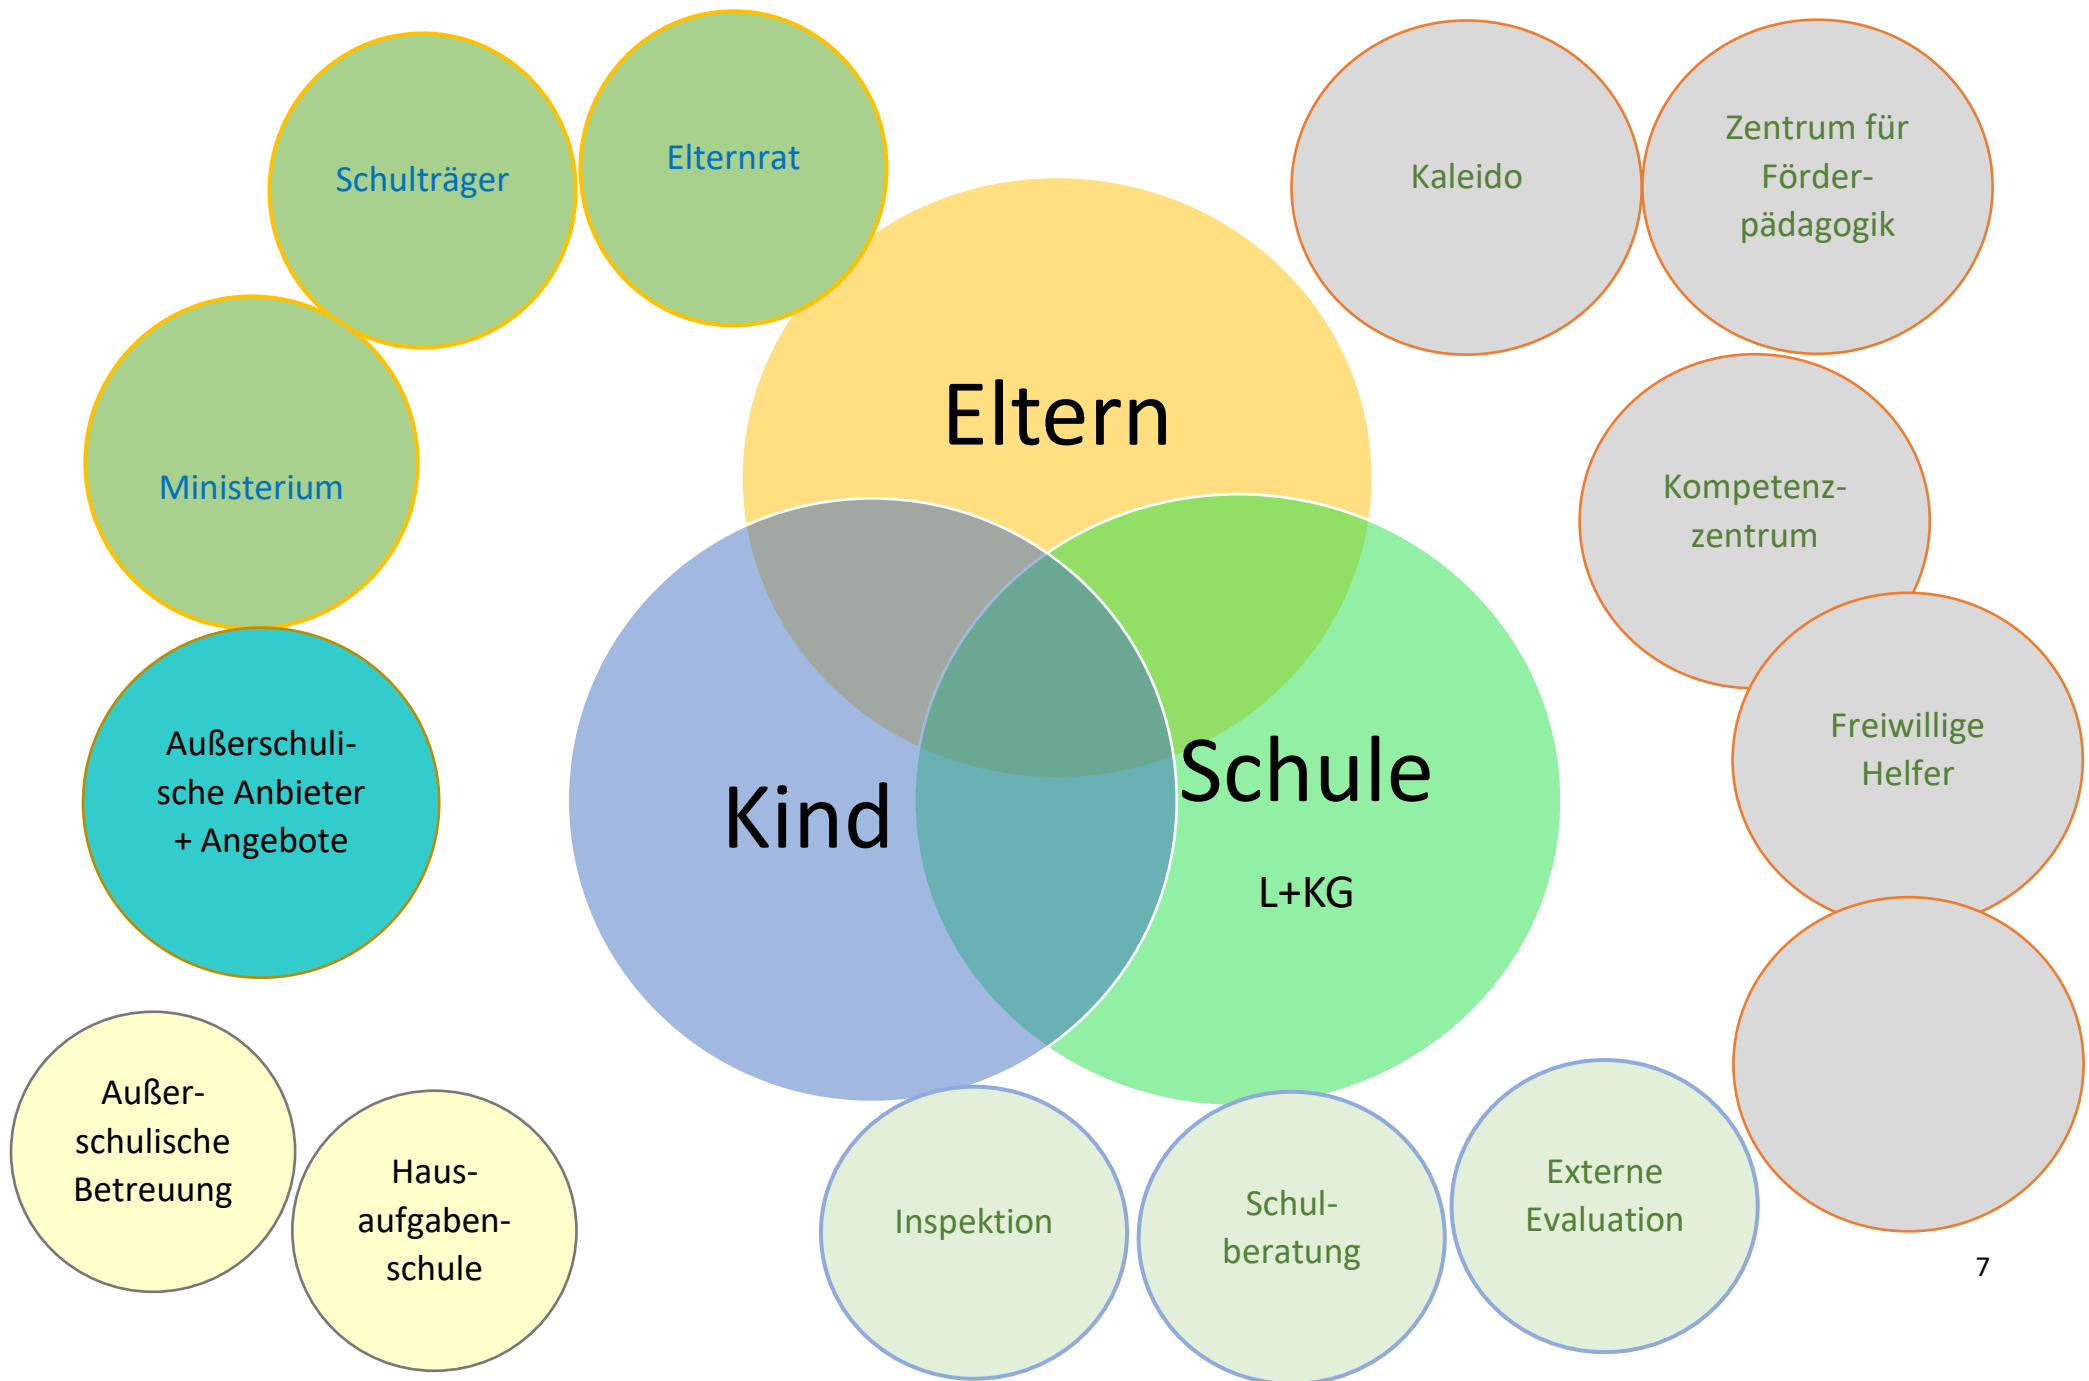 Schulträger
Elternrat
Kaleido
Zentrum für
Förder-
pädagogik
Ministerium
Eltern
Kompetenz-
zentrum
Außerschuli-
sche Anbieter
+ Angebote
Kind
Schule
L+KG
Freiwillige
Helfer
Außer-
schulische
Betreuung
Haus-
aufgaben-
schule
Inspektion
Schul-
beratung
Externe
Evaluation
7